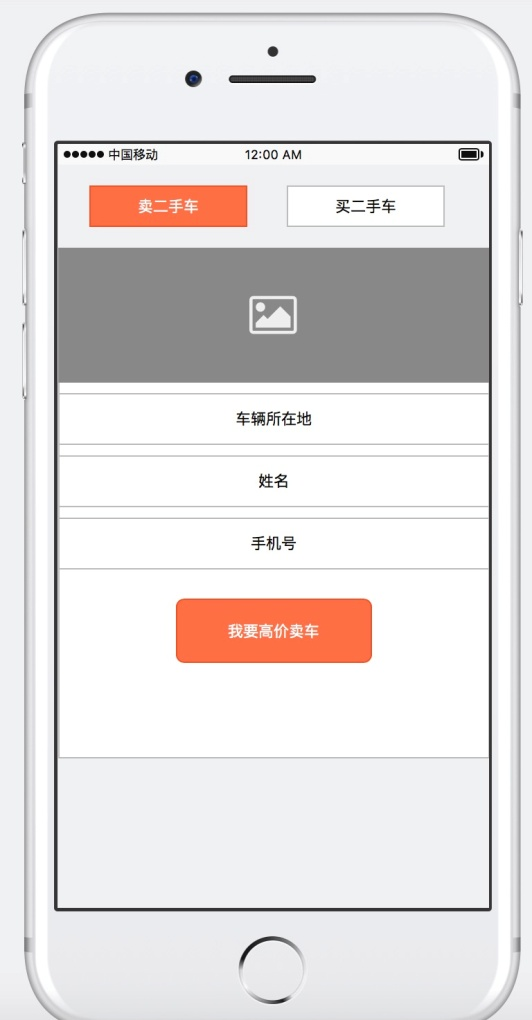 中国移动 12:00 AM
卖二手车 买二手车
车辆所在地
姓名
手机号
我要高价卖车